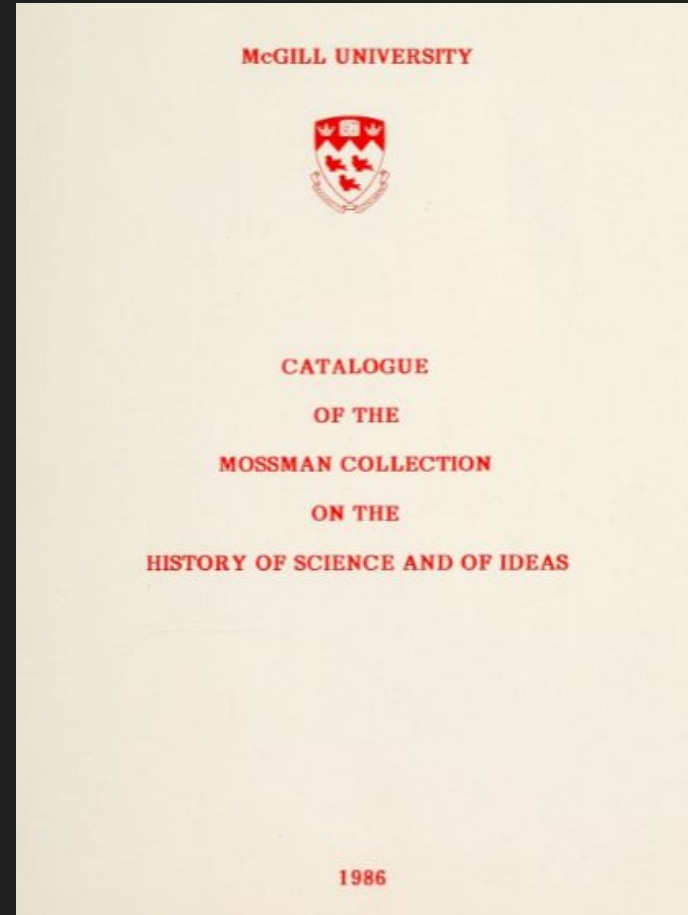 McGILL UNIVERSITY
CATALOGUE
OF THE
MOSSMAN COLLECTION
ON THE
HISTORY OF SCIENCE AND OF IDEAS
1986